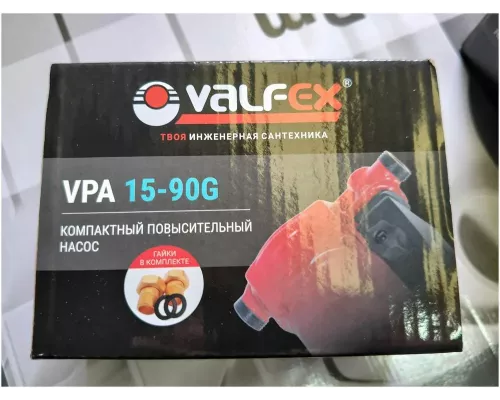 VALFEX®
ТВОЯ ИНЖЕНЕРНАЯ САНТЕХНИКА
VPA 15-90G
КОМПАКТНЫЙ ПОВЫСИТЕЛЬНЫЙ
НАСОС
ГАЙКИ
В КОМПЛЕКТЕ